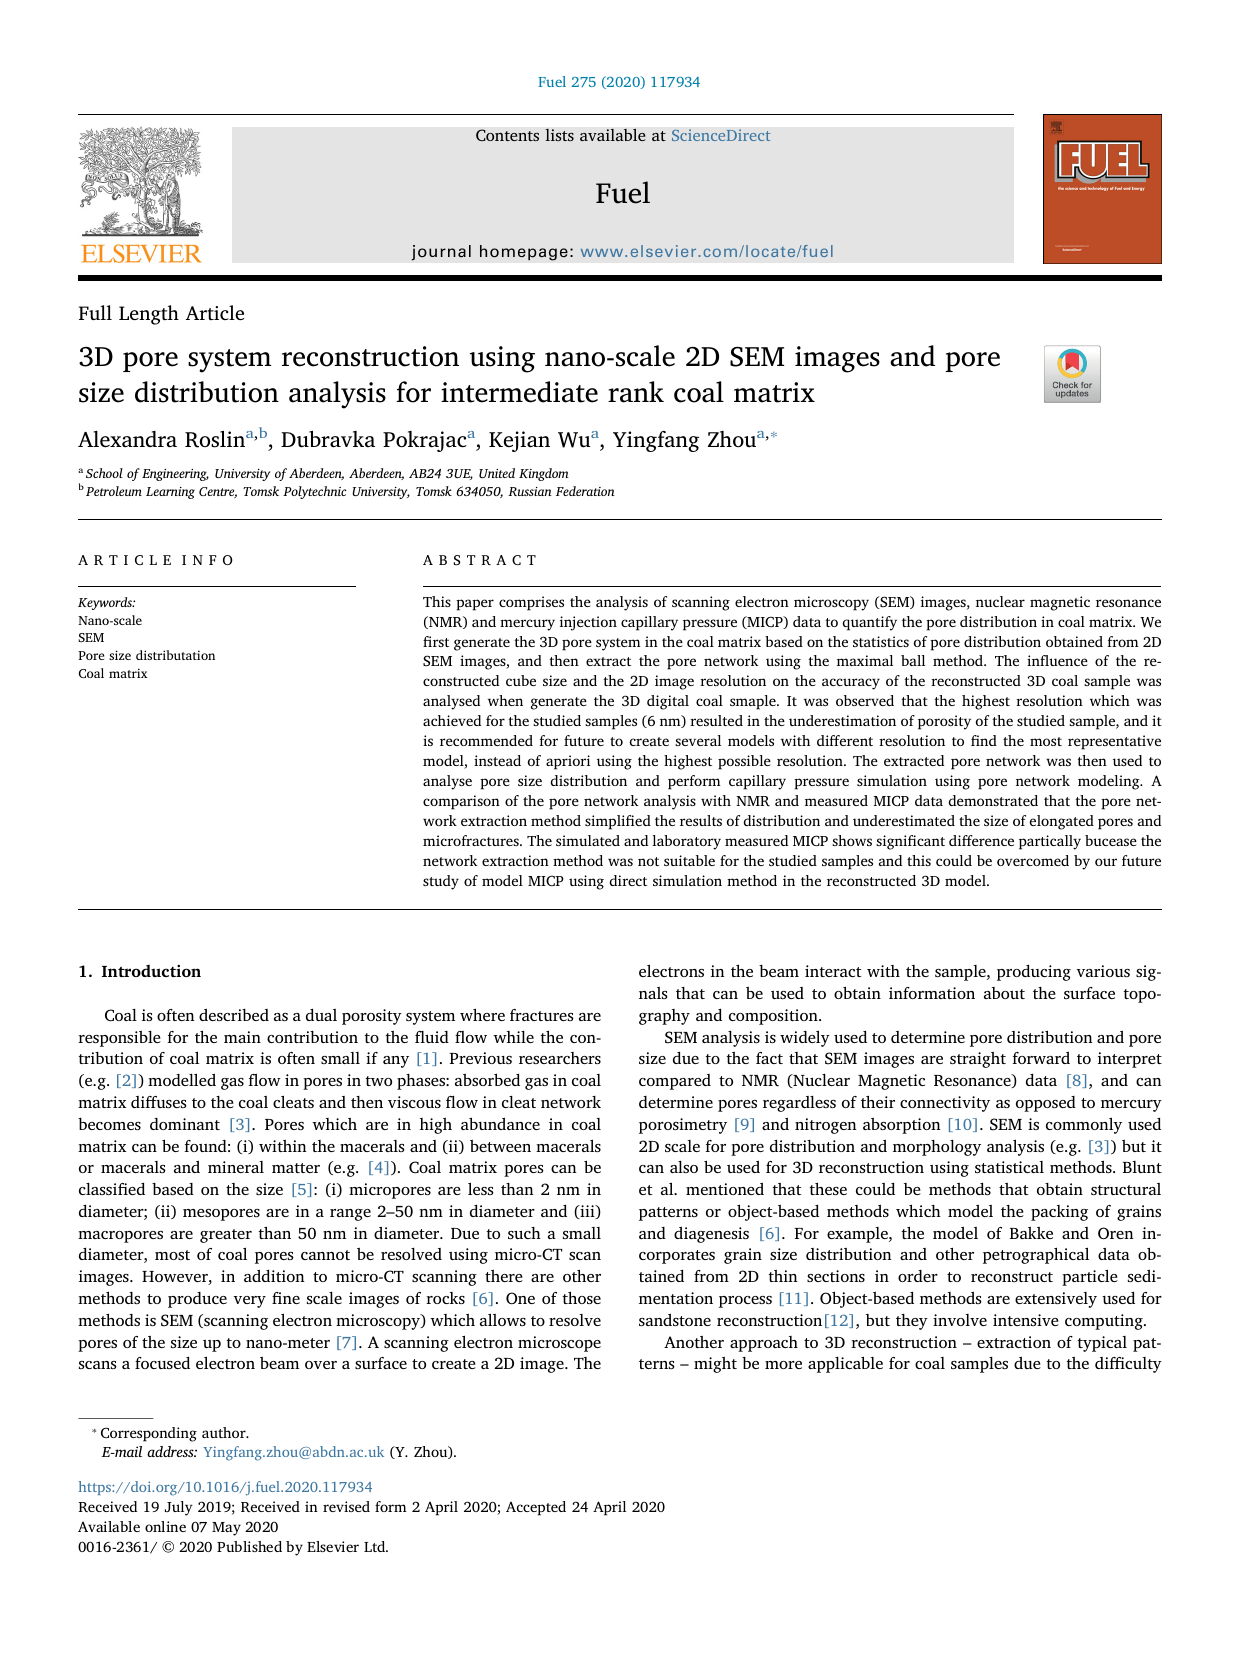 Fuel 275 (2020) 117934
ELSEVIER
Contents lists available at ScienceDirect
Fuel
journal homepage: www.elsevier.com/locate/fuel
FUEL
the science and technology of Fuel and Energy
Full Length Article
3D pore system reconstruction using nano-scale 2D SEM images and pore
size distribution analysis for intermediate rank coal matrix
Check for
updates
Alexandra Roslin^a,b, Dubravka Pokrajac^a, Kejian Wu^a, Yingfang Zhou^a,*
^a School of Engineering, University of Aberdeen, Aberdeen, AB24 3UE, United Kingdom
^b Petroleum Learning Centre, Tomsk Polytechnic University, Tomsk 634050, Russian Federation
ARTICLE INFO
Keywords:
Nano-scale
SEM
Pore size distributation
Coal matrix
ABSTRACT
This paper comprises the analysis of scanning electron microscopy (SEM) images, nuclear magnetic resonance
(NMR) and mercury injection capillary pressure (MICP) data to quantify the pore distribution in coal matrix. We
first generate the 3D pore system in the coal matrix based on the statistics of pore distribution obtained from 2D
SEM images, and then extract the pore network using the maximal ball method. The influence of the re-
constructed cube size and the 2D image resolution on the accuracy of the reconstructed 3D coal sample was
analysed when generate the 3D digital coal smaple. It was observed that the highest resolution which was
achieved for the studied samples (6 nm) resulted in the underestimation of porosity of the studied sample, and it
is recommended for future to create several models with different resolution to find the most representative
model, instead of apriori using the highest possible resolution. The extracted pore network was then used to
analyse pore size distribution and perform capillary pressure simulation using pore network modeling. A
comparison of the pore network analysis with NMR and measured MICP data demonstrated that the pore net-
work extraction method simplified the results of distribution and underestimated the size of elongated pores and
microfractures. The simulated and laboratory measured MICP shows significant difference partially bucease the
network extraction method was not suitable for the studied samples and this could be overcomed by our future
study of model MICP using direct simulation method in the reconstructed 3D model.
1. Introduction
Coal is often described as a dual porosity system where fractures are
responsible for the main contribution to the fluid flow while the con-
tribution of coal matrix is often small if any [1]. Previous researchers
(e.g. [2]) modelled gas flow in pores in two phases: absorbed gas in coal
matrix diffuses to the coal cleats and then viscous flow in cleat network
becomes dominant [3]. Pores which are in high abundance in coal
matrix can be found: (i) within the macerals and (ii) between macerals
or macerals and mineral matter (e.g. [4]). Coal matrix pores can be
classified based on the size [5]: (i) micropores are less than 2 nm in
diameter; (ii) mesopores are in a range 2–50 nm in diameter and (iii)
macropores are greater than 50 nm in diameter. Due to such a small
diameter, most of coal pores cannot be resolved using micro-CT scan
images. However, in addition to micro-CT scanning there are other
methods to produce very fine scale images of rocks [6]. One of those
methods is SEM (scanning electron microscopy) which allows to resolve
pores of the size up to nano-meter [7]. A scanning electron microscope
scans a focused electron beam over a surface to create a 2D image. The
electrons in the beam interact with the sample, producing various sig-
nals that can be used to obtain information about the surface topo-
graphy and composition.
SEM analysis is widely used to determine pore distribution and pore
size due to the fact that SEM images are straight forward to interpret
compared to NMR (Nuclear Magnetic Resonance) data [8], and can
determine pores regardless of their connectivity as opposed to mercury
porosimetry [9] and nitrogen absorption [10]. SEM is commonly used
2D scale for pore distribution and morphology analysis (e.g. [3]) but it
can also be used for 3D reconstruction using statistical methods. Blunt
et al. mentioned that these could be methods that obtain structural
patterns or object-based methods which model the packing of grains
and diagenesis [6]. For example, the model of Bakke and Oren in-
corporates grain size distribution and other petrographical data ob-
tained from 2D thin sections in order to reconstruct particle sedi-
mentation process [11]. Object-based methods are extensively used for
sandstone reconstruction[12], but they involve intensive computing.
Another approach to 3D reconstruction – extraction of typical pat-
terns – might be more applicable for coal samples due to the difficulty
* Corresponding author.
E-mail address: Yingfang.zhou@abdn.ac.uk (Y. Zhou).
https://doi.org/10.1016/j.fuel.2020.117934
Received 19 July 2019; Received in revised form 2 April 2020; Accepted 24 April 2020
Available online 07 May 2020
0016-2361/ © 2020 Published by Elsevier Ltd.